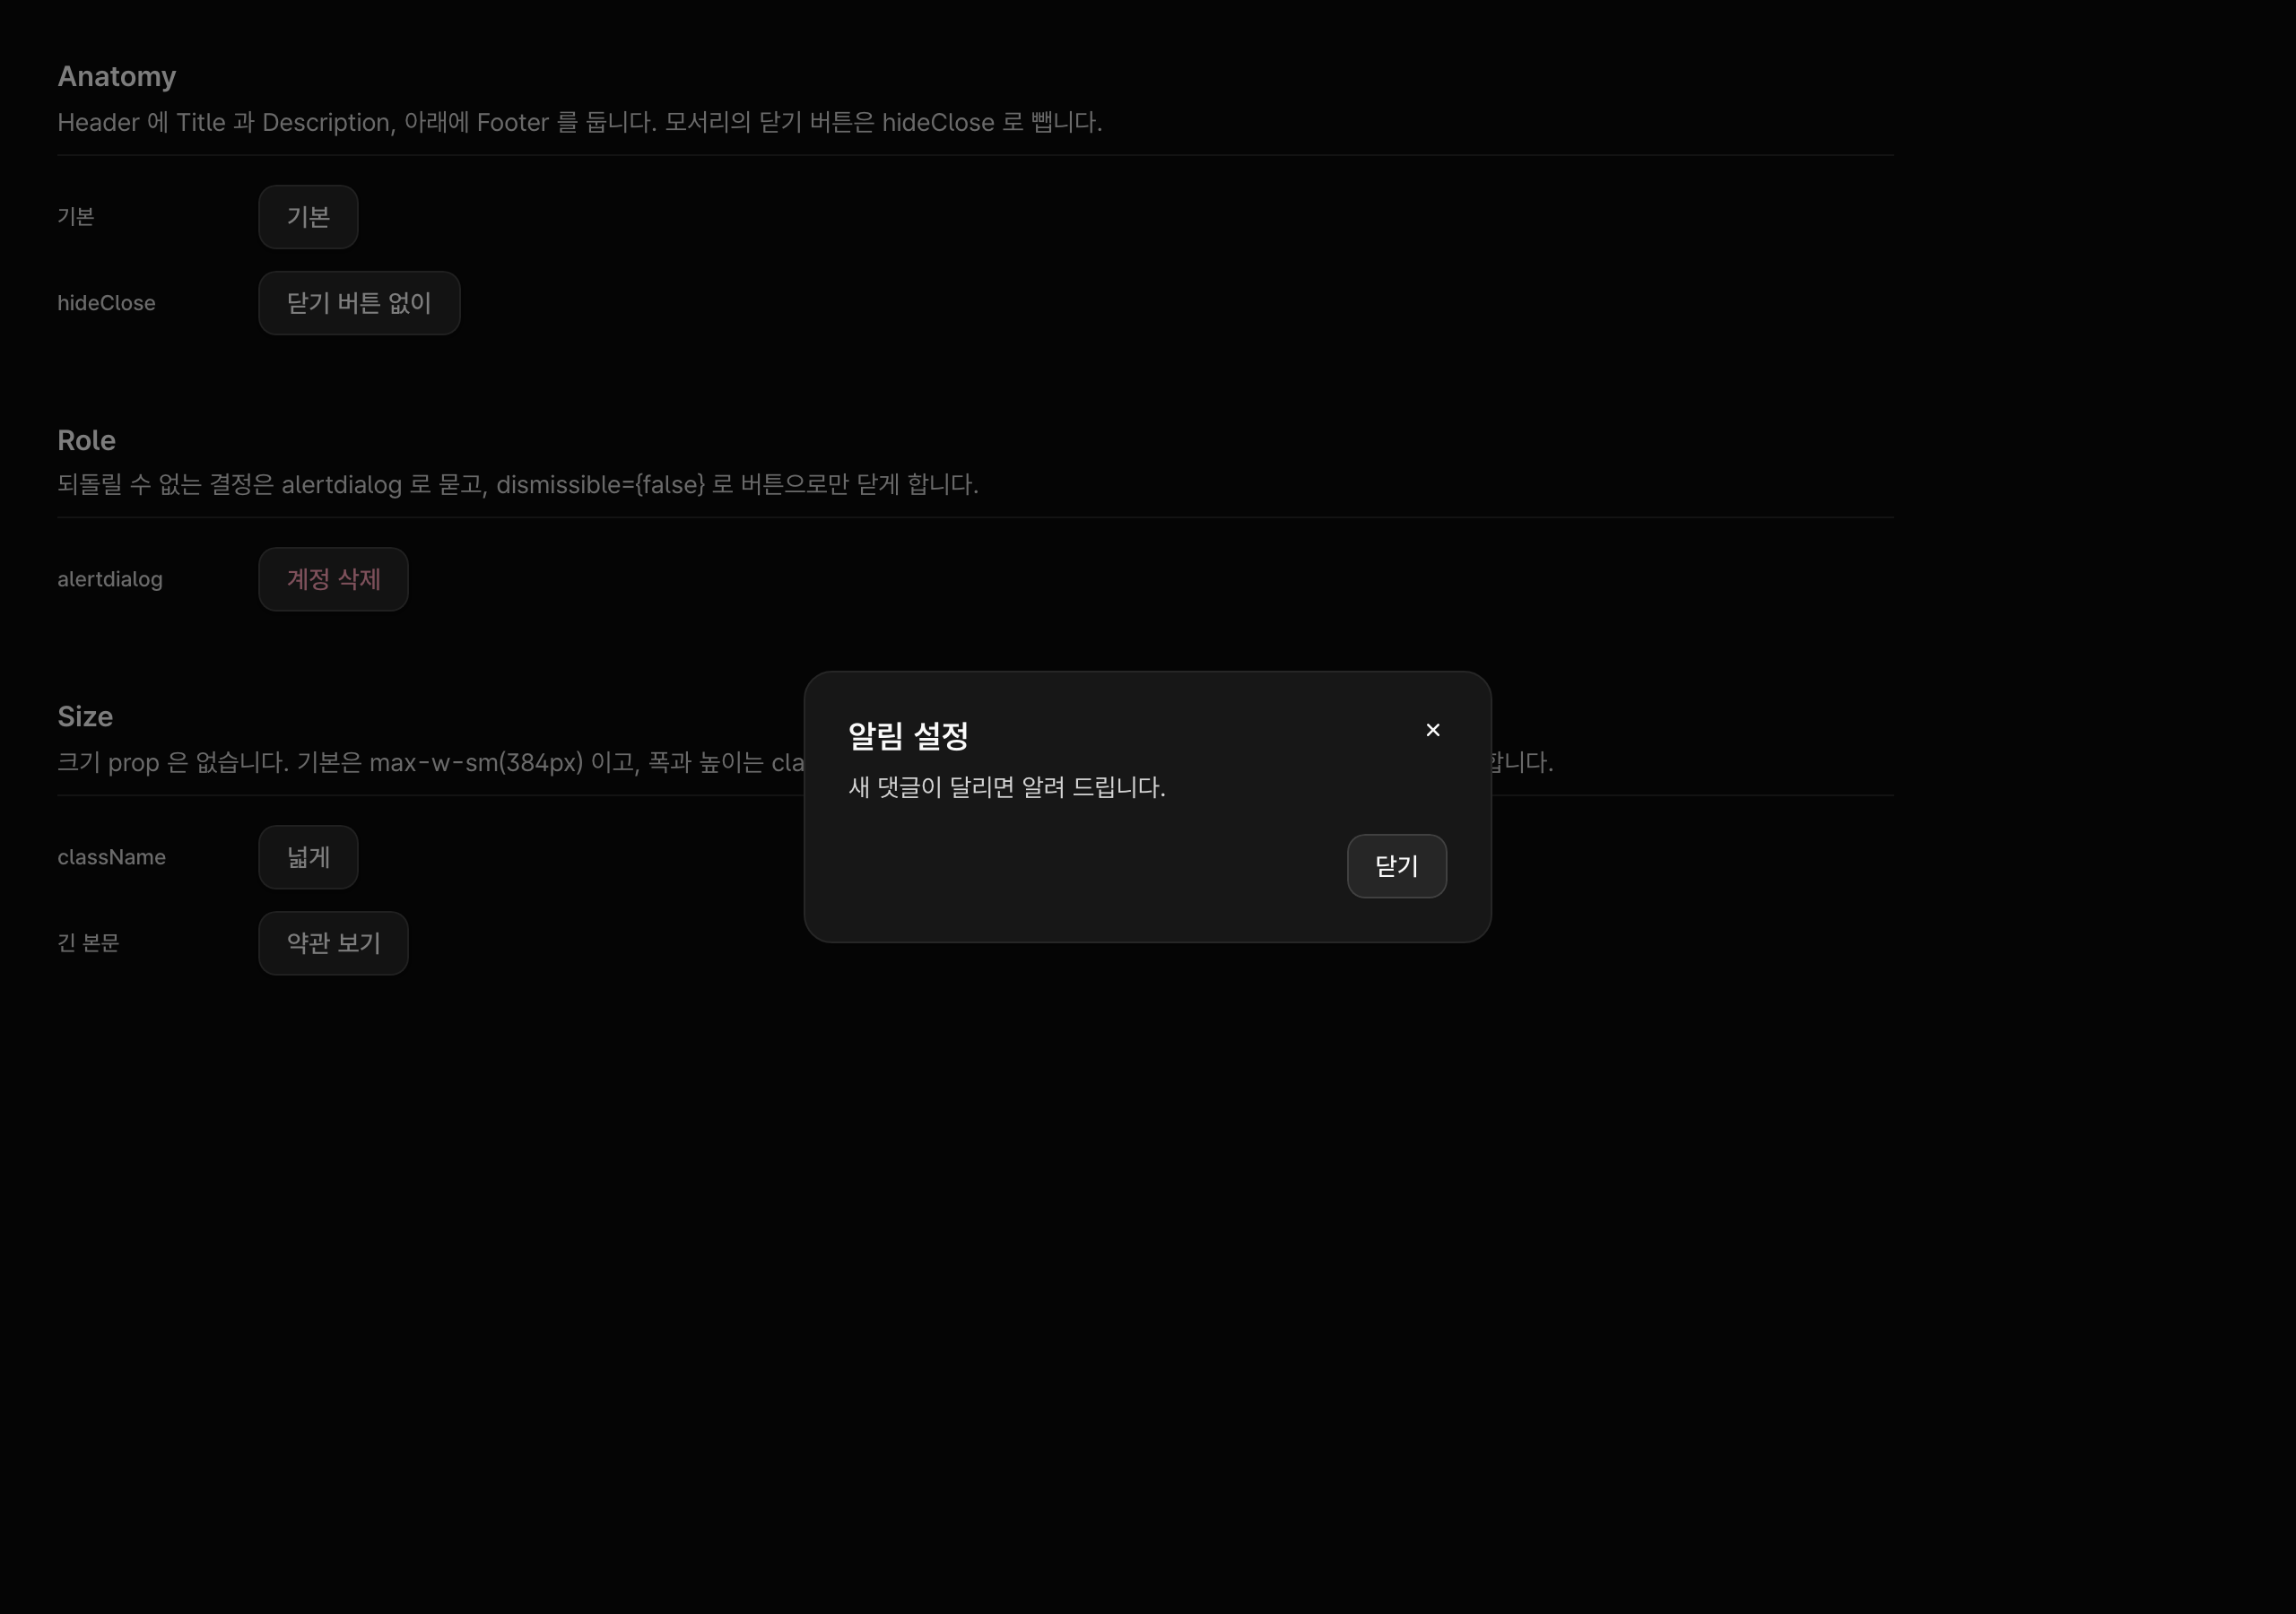 Anatomy
Header 에 Title 과 Description, 아래에 Footer 를 둡니다. 모서리의 닫기 버튼은 hideClose 로 뺍니다.
기본 기본
hideClose 닫기 버튼 없이
Role
되돌릴 수 없는 결정은 alertdialog 로 묻고, dismissible={false} 로 버튼으로만 닫게 합니다.
alertdialog 계정 삭제
Size
크기 prop 은 없습니다. 기본은 max-w-sm(384px) 이고, 폭과 높이는 cla
합니다.
className 넓게
긴 본문 약관 보기
알림 설정 ×
새 댓글이 달리면 알려 드립니다.
닫기